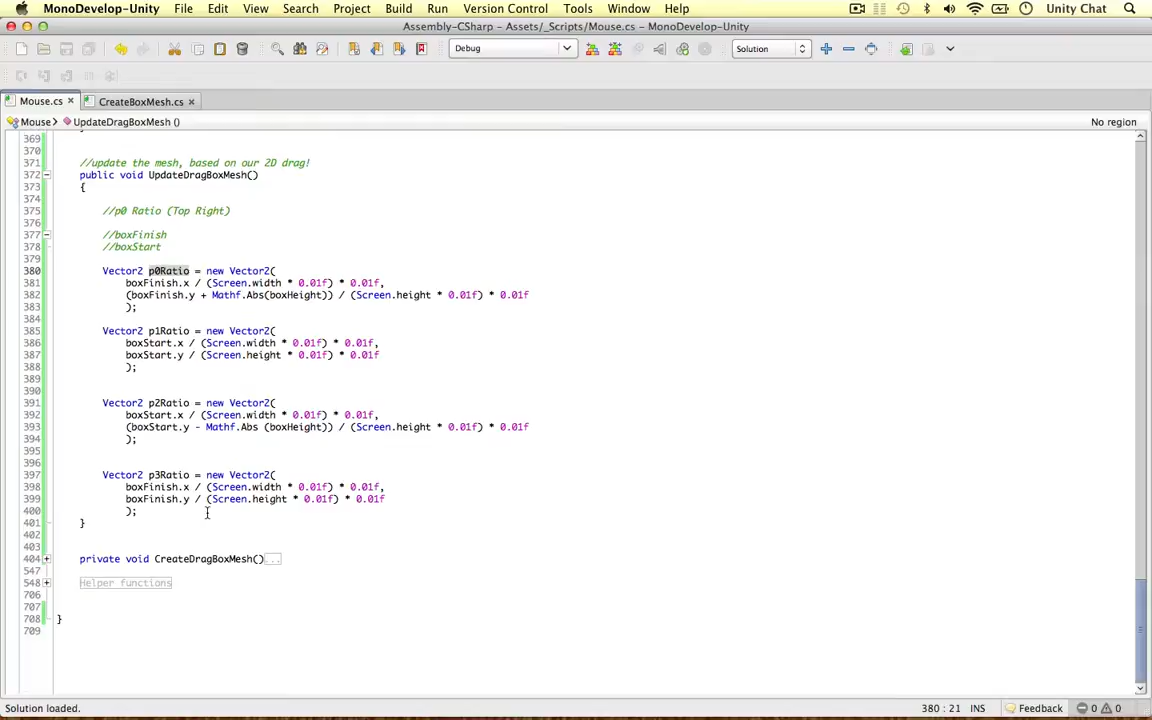 MonoDevelop-Unity File Edit View Search Project Build Run Version Control Tools Window Help Unity Chat
Assembly-CSharp - Assets/_Scripts/Mouse.cs - MonoDevelop-Unity
Debug Solution
Mouse.cs × CreateBoxMesh.cs ×
Mouse > UpdateDragBoxMesh () No region
369 }
370
371 //update the mesh, based on our 2D drag!
372 public void UpdateDragBoxMesh()
373 {
374
375 //p0 Ratio (Top Right)
376
377 //boxFinish
378 //boxStart
379
380 Vector2 p0Ratio = new Vector2(
381 boxFinish.x / (Screen.width * 0.01f) * 0.01f,
382 (boxFinish.y + Mathf.Abs(boxHeight)) / (Screen.height * 0.01f) * 0.01f
383 );
384
385 Vector2 p1Ratio = new Vector2(
386 boxStart.x / (Screen.width * 0.01f) * 0.01f,
387 boxStart.y / (Screen.height * 0.01f) * 0.01f
388 );
389
390
391 Vector2 p2Ratio = new Vector2(
392 boxStart.x / (Screen.width * 0.01f) * 0.01f,
393 (boxStart.y - Mathf.Abs (boxHeight)) / (Screen.height * 0.01f) * 0.01f
394 );
395
396
397 Vector2 p3Ratio = new Vector2(
398 boxFinish.x / (Screen.width * 0.01f) * 0.01f,
399 boxFinish.y / (Screen.height * 0.01f) * 0.01f
400 );
401 }
402
403
404 private void CreateDragBoxMesh()...
547
548 Helper functions
706
707
708 }
709
Solution loaded. 380 : 21 INS Feedback 0 0